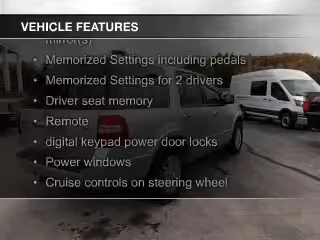 VEHICLE FEATURES
mirror(s)
• Memorized Settings including pedals
• Memorized Settings for 2 drivers
• Driver seat memory
• Remote
• digital keypad power door locks
• Power windows
• Cruise controls on steering wheel